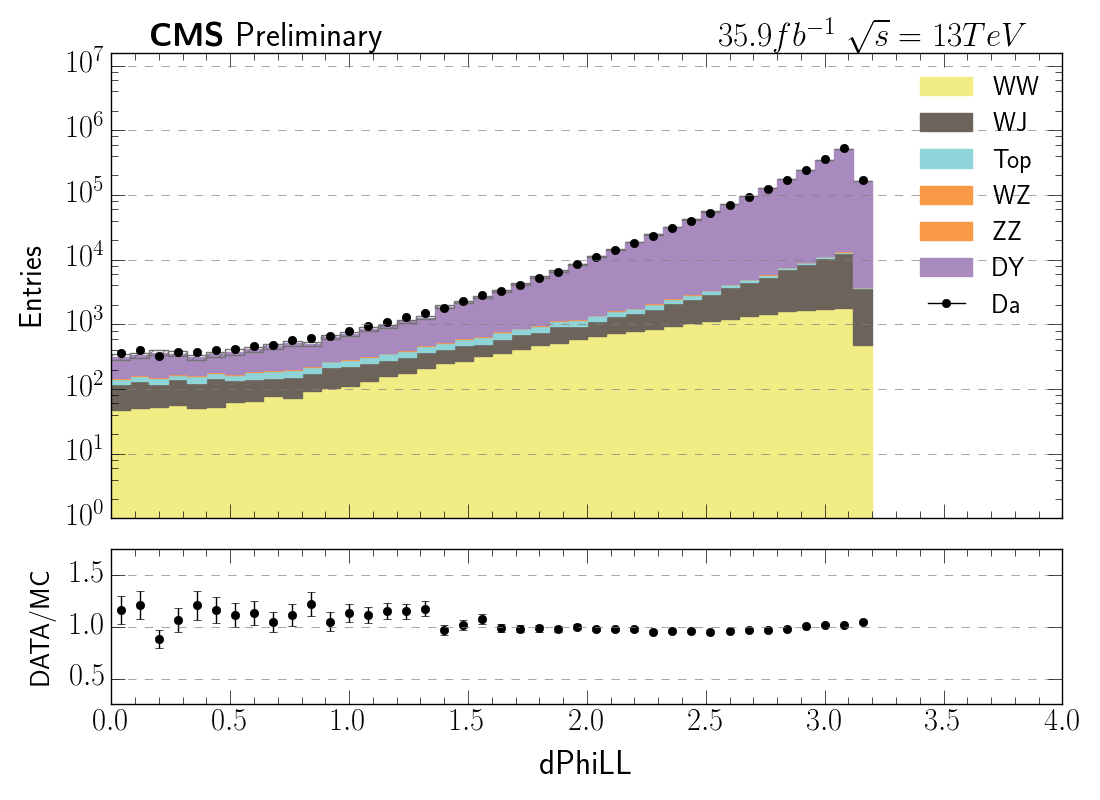 CMS Preliminary 35.9fb⁻¹ √s = 13TeV
10⁷
10⁶
10⁵
10⁴
10³
10²
10¹
10⁰
Entries
WW
WJ
Top
WZ
ZZ
DY
Da
1.5
1.0
0.5
DATA/MC
0.0 0.5 1.0 1.5 2.0 2.5 3.0 3.5 4.0
dPhiLL